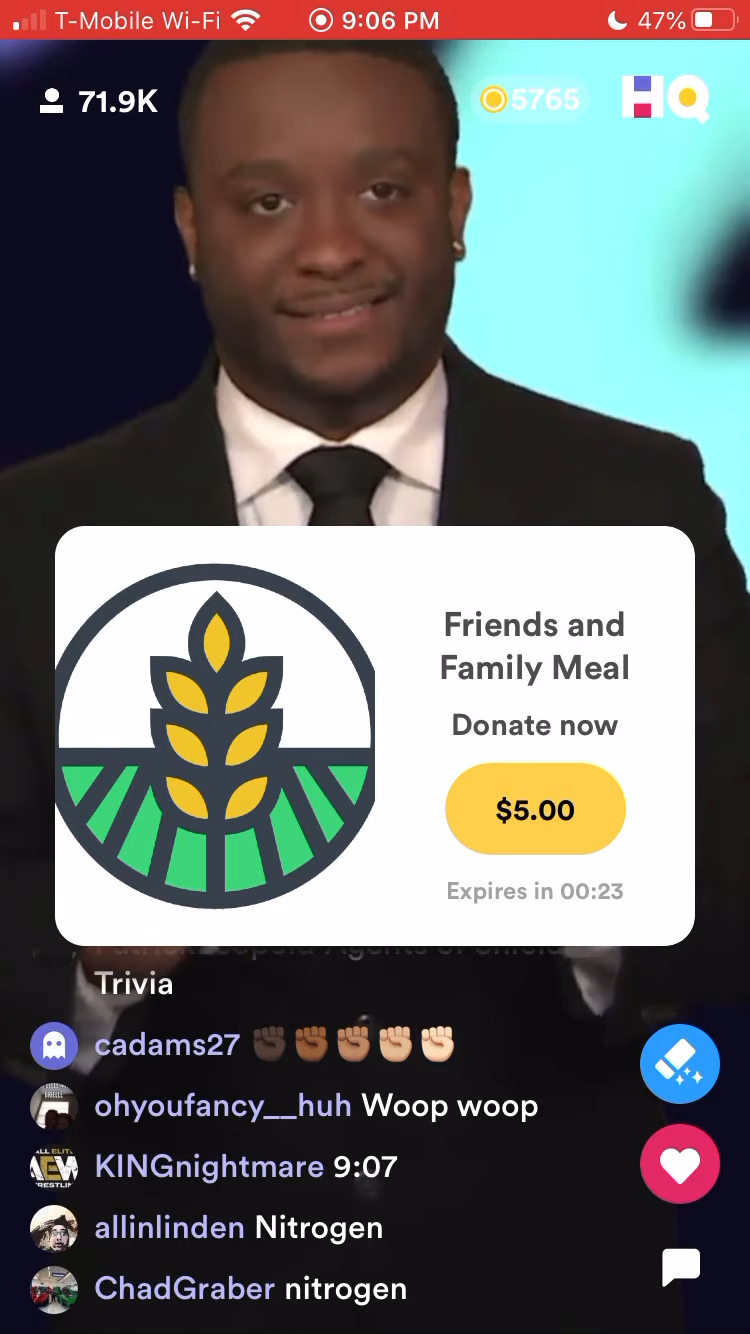 T-Mobile Wi-Fi 9:06 PM 47%
71.9K 5765 HQ
Friends and
Family Meal
Donate now
$5.00
Expires in 00:23
Trivia
cadams27 ✊🏿✊🏾✊🏽✊🏼✊🏻
ohyoufancy__huh Woop woop
KINGnightmare 9:07
allinlinden Nitrogen
ChadGraber nitrogen